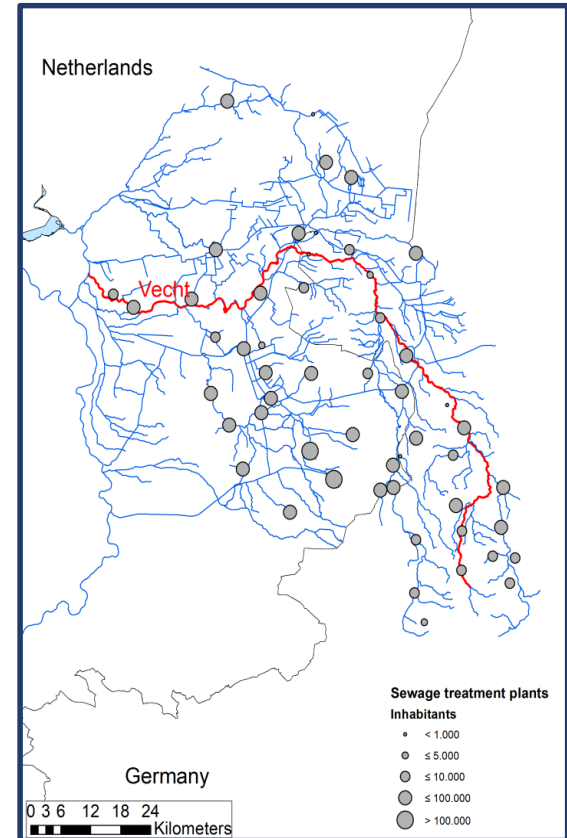 Netherlands
Vecht
Sewage treatment plants
Inhabitants
< 1.000
≤ 5.000
≤ 10.000
≤ 100.000
> 100.000
Germany
0 3 6 12 18 24
Kilometers